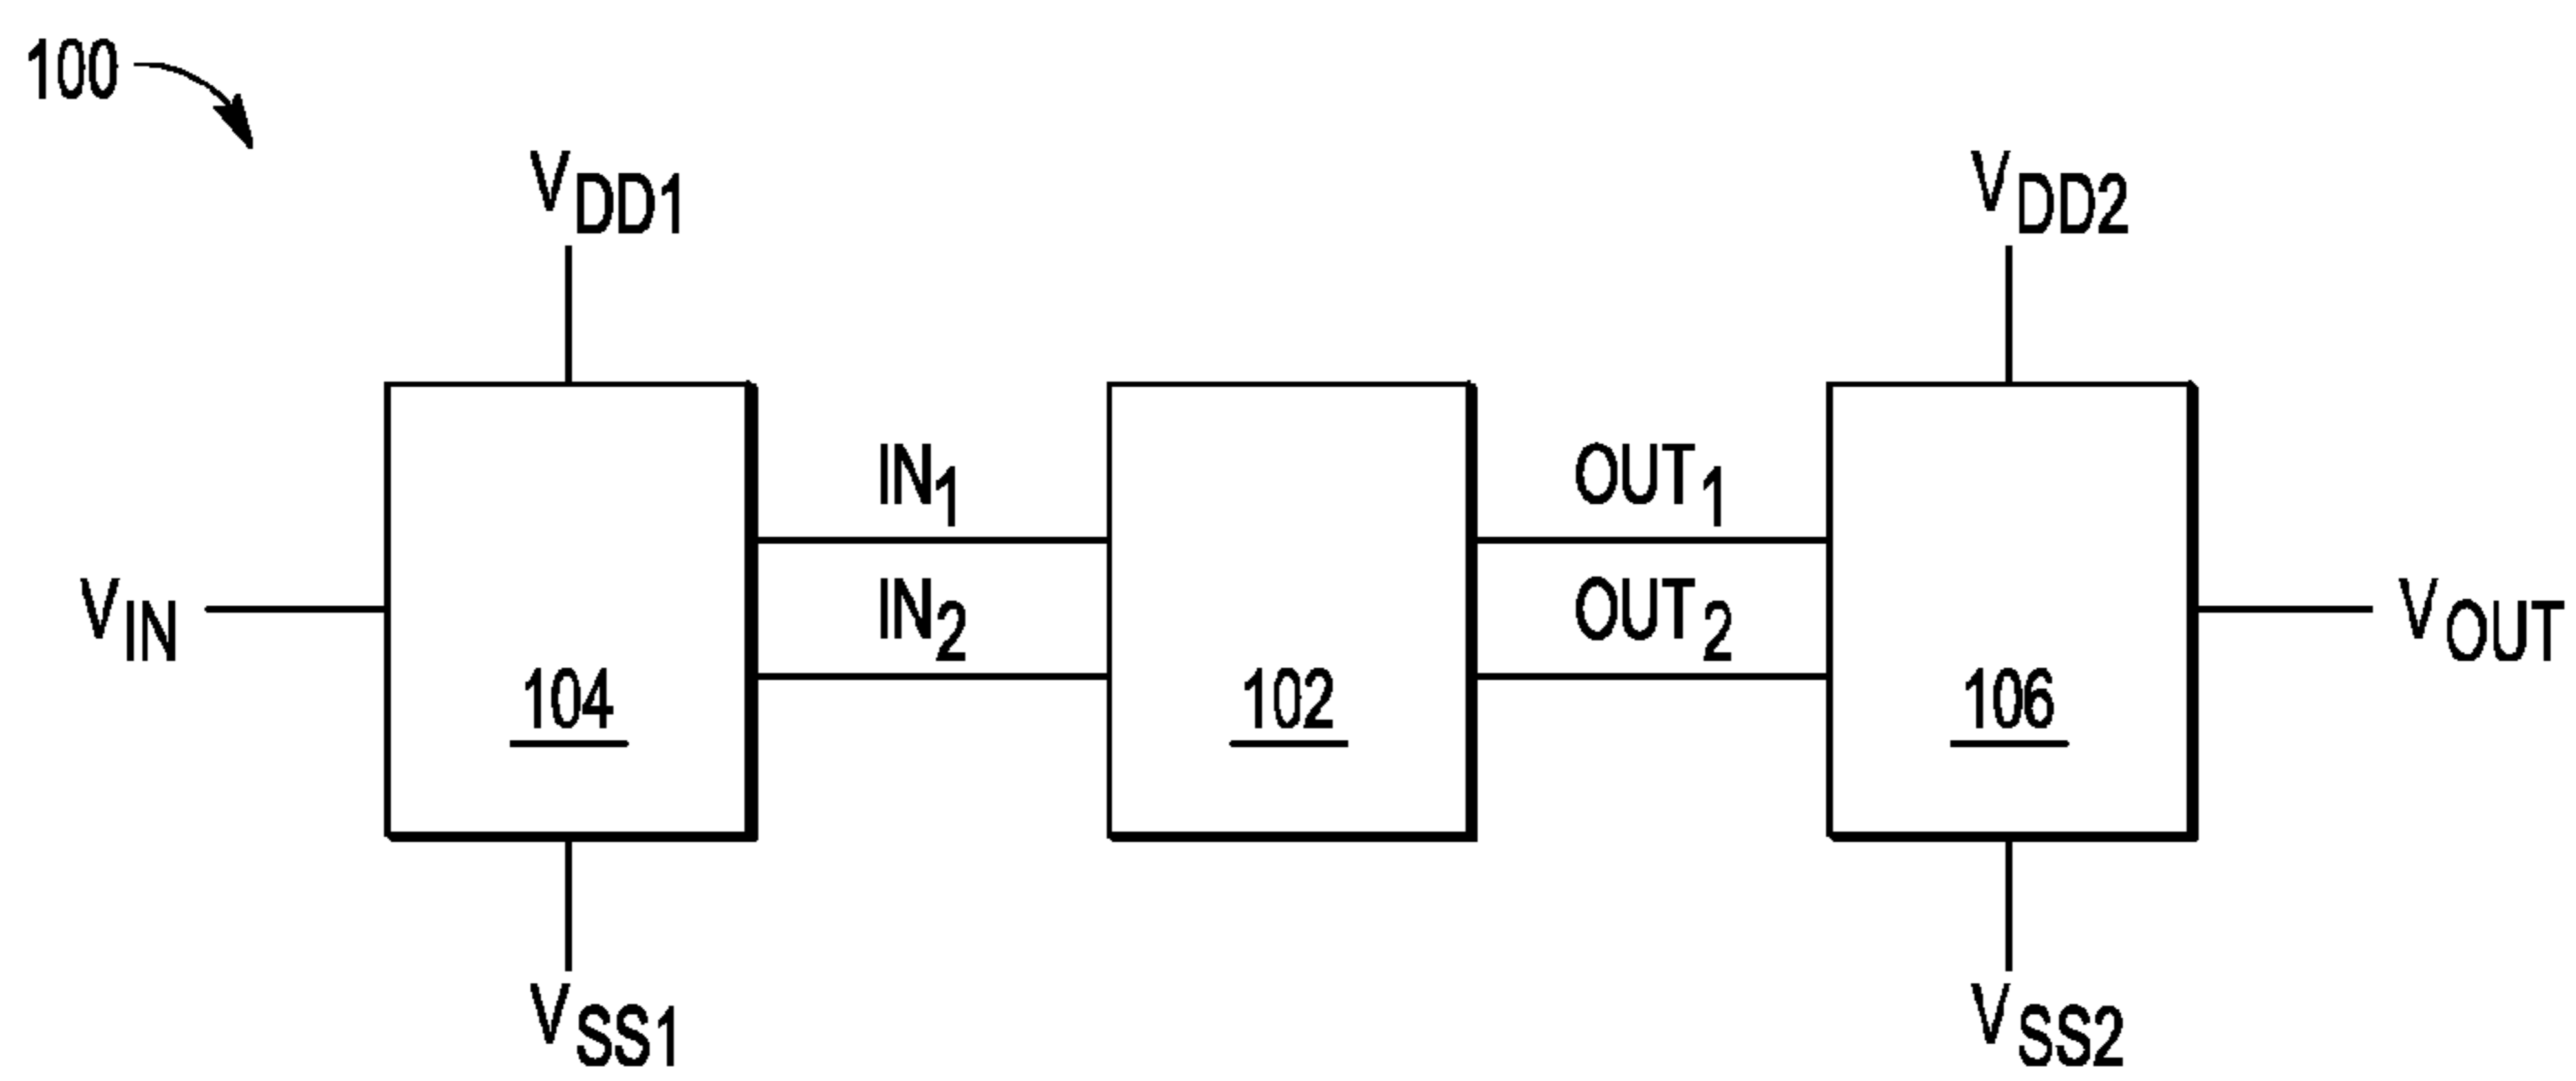 100
VDD1
VDD2
IN1
OUT1
VIN
IN2
OUT2
VOUT
104
102
106
VSS1
VSS2